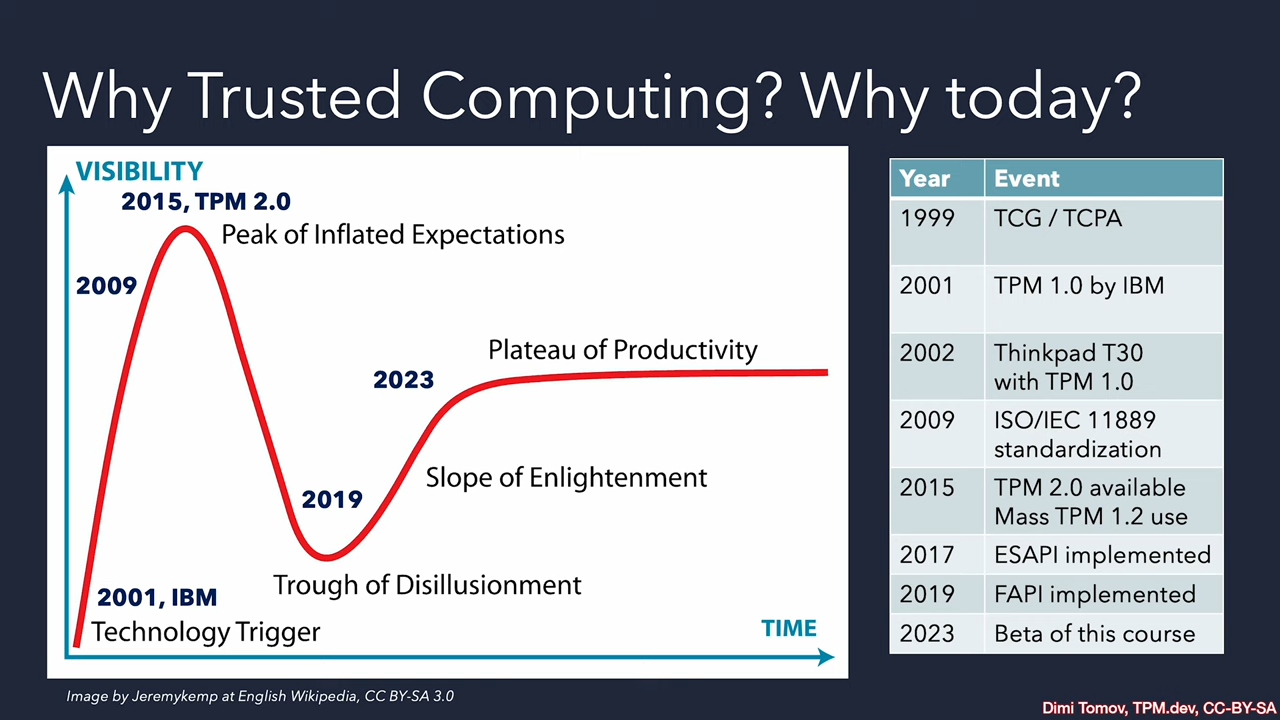 Why Trusted Computing? Why today?
VISIBILITY
2015, TPM 2.0
Peak of Inflated Expectations
2009
Plateau of Productivity
2023
Slope of Enlightenment
2019
Trough of Disillusionment
2001, IBM
Technology Trigger
TIME
Year Event
1999 TCG / TCPA
2001 TPM 1.0 by IBM
2002 Thinkpad T30
with TPM 1.0
2009 ISO/IEC 11889
standardization
2015 TPM 2.0 available
Mass TPM 1.2 use
2017 ESAPI implemented
2019 FAPI implemented
2023 Beta of this course
Image by Jeremykemp at English Wikipedia, CC BY-SA 3.0
Dimi Tomov, TPM.dev, CC-BY-SA